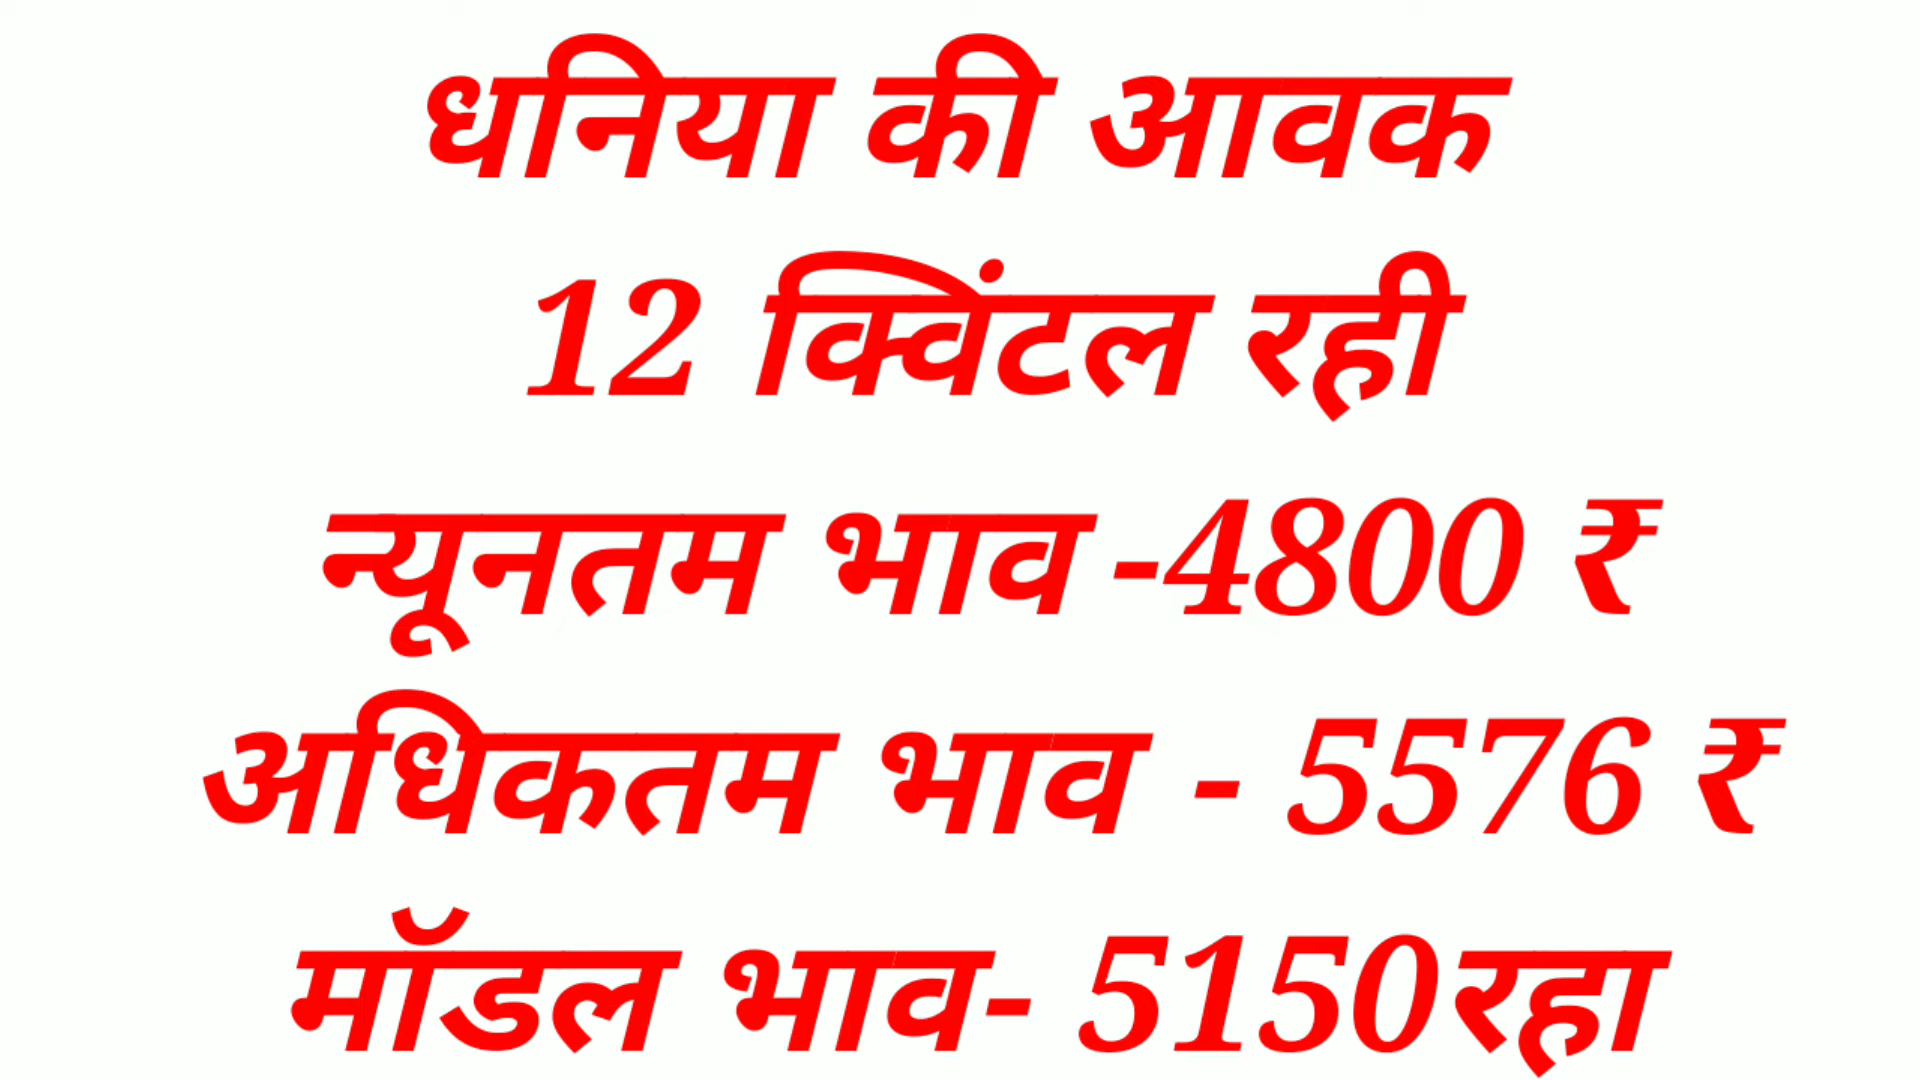 धनिया की आवक
12 क्विंटल रही
न्यूनतम भाव -4800 ₹
अधिकतम भाव - 5576 ₹
मॉडल भाव- 5150रहा